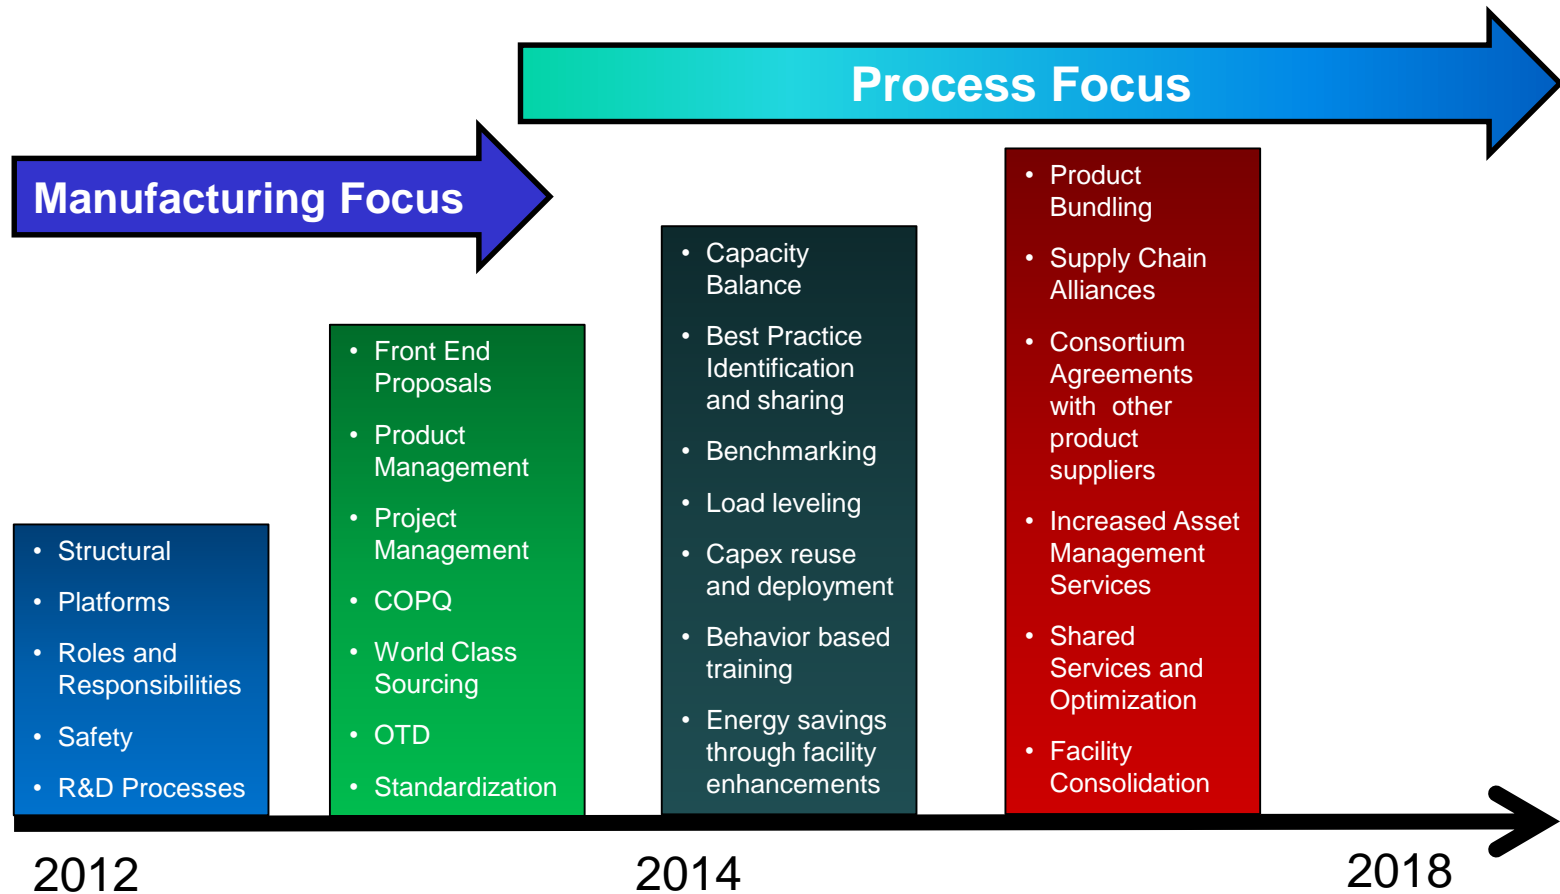 Process Focus
Manufacturing Focus
• Structural
• Platforms
• Roles and
Responsibilities
• Safety
• R&D Processes
• Front End
Proposals
• Product
Management
• Project
Management
• COPQ
• World Class
Sourcing
• OTD
• Standardization
• Capacity
Balance
• Best Practice
Identification
and sharing
• Benchmarking
• Load leveling
• Capex reuse
and deployment
• Behavior based
training
• Energy savings
through facility
enhancements
• Product
Bundling
• Supply Chain
Alliances
• Consortium
Agreements
with  other
product
suppliers
• Increased Asset
Management
Services
• Shared
Services and
Optimization
• Facility
Consolidation
2012
2014
2018